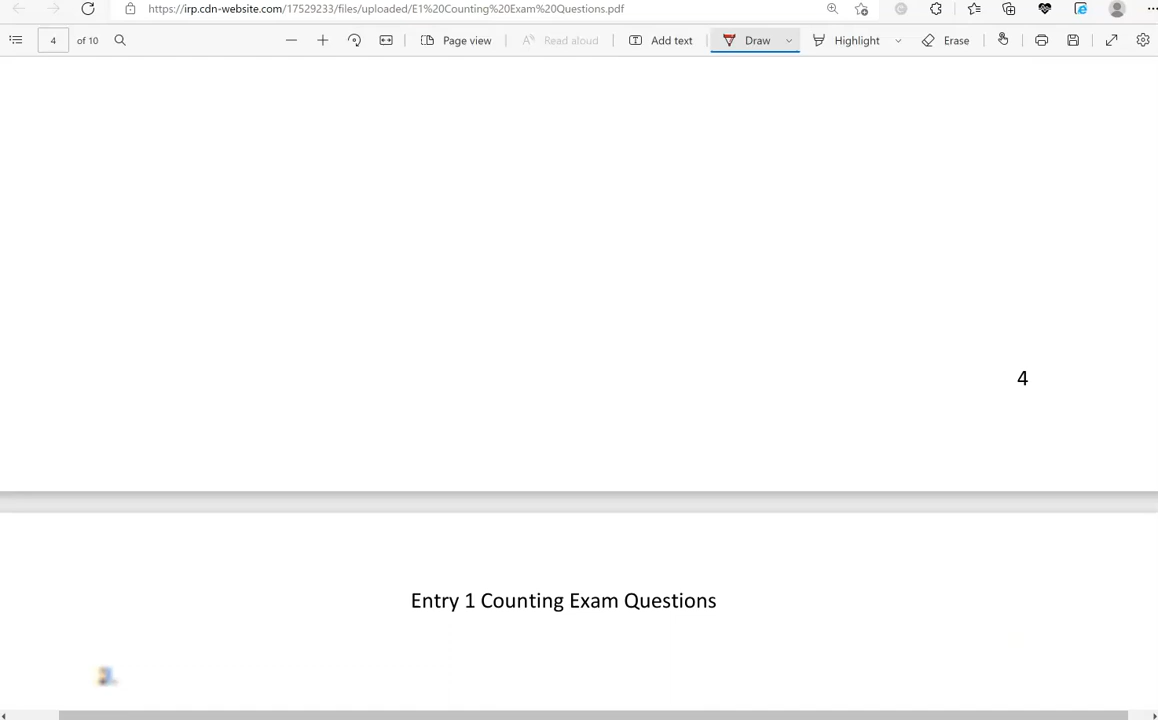 https://irp.cdn-website.com/17529233/files/uploaded/E1%20Counting%20Exam%20Questions.pdf
4 of 10 Page view Read aloud Add text Draw Highlight Erase
4
Entry 1 Counting Exam Questions